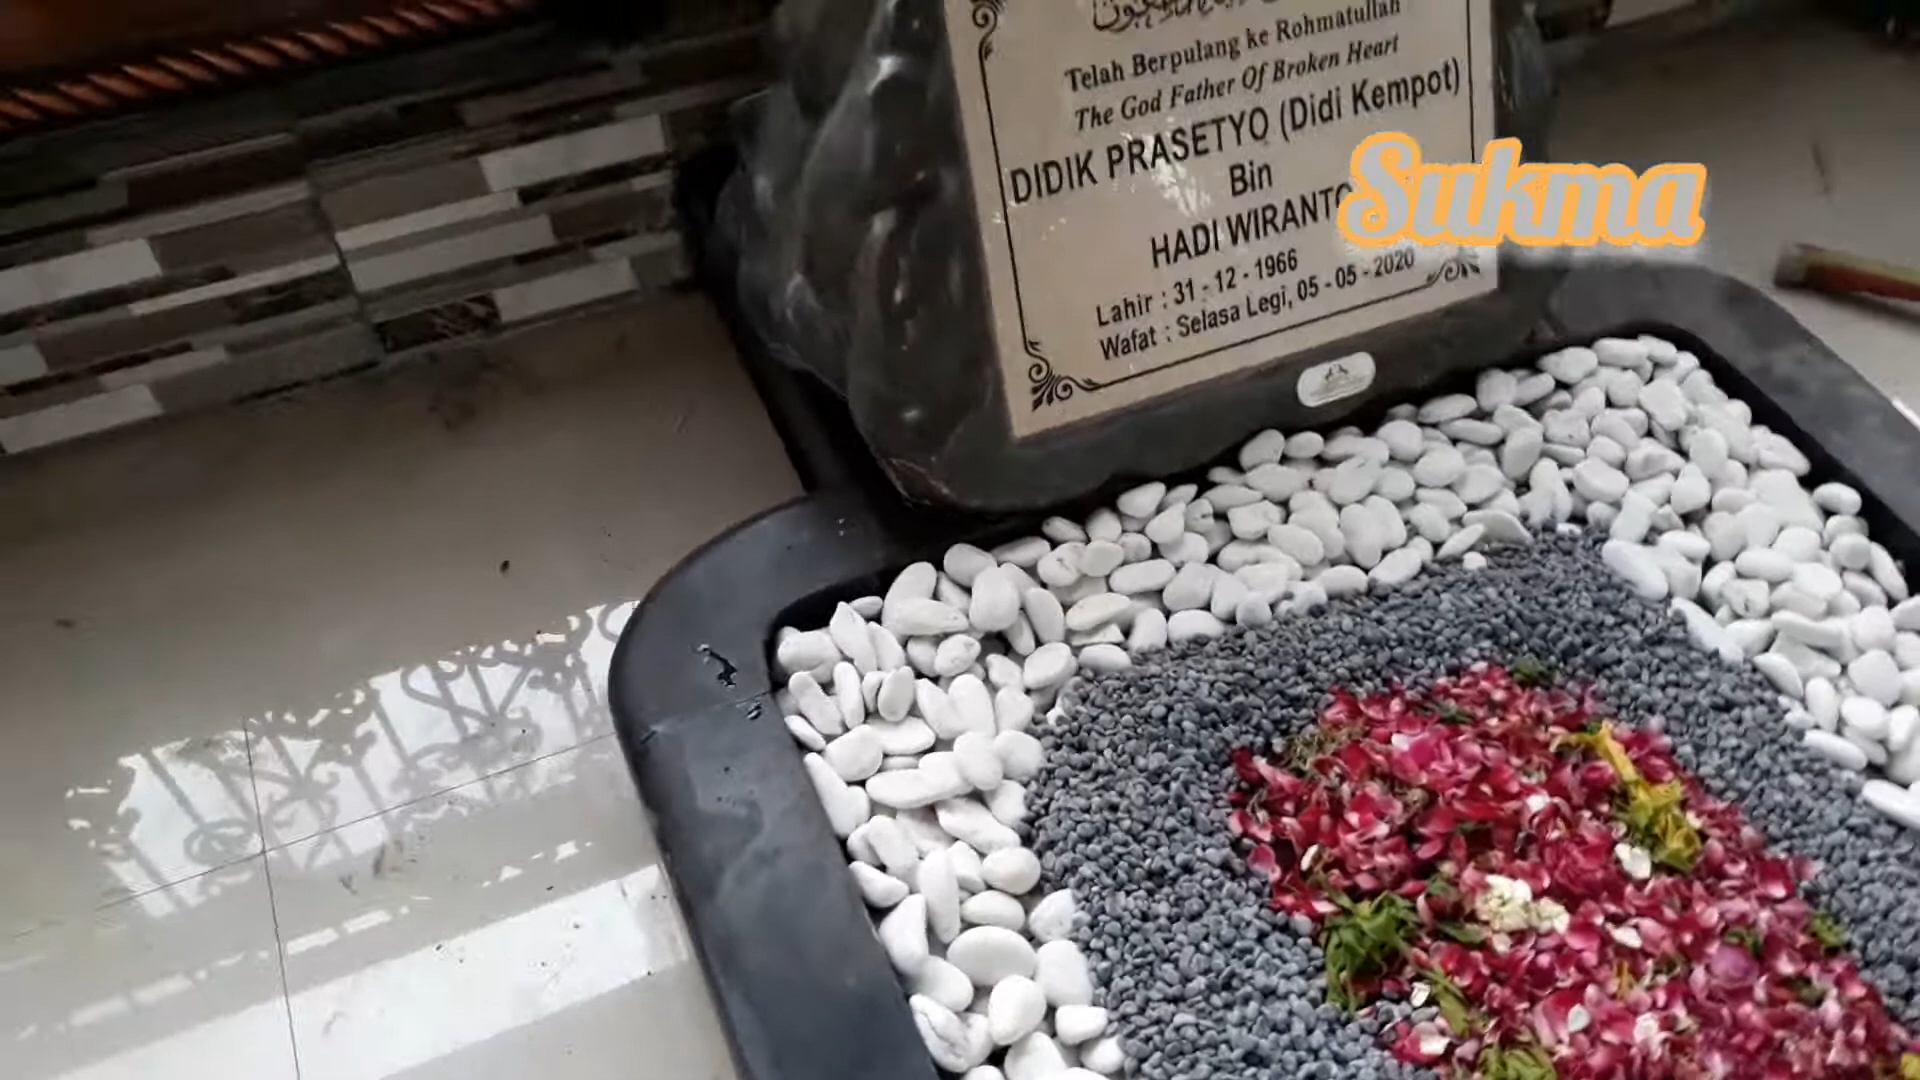 Telah Berpulang ke Rohmatullah
The God Father Of Broken Heart
DIDIK PRASETYO (Didi Kempot)
Bin
HADI WIRANTO
Sukma
Lahir : 31 - 12 - 1966
Wafat : Selasa Legi, 05 - 05 - 2020